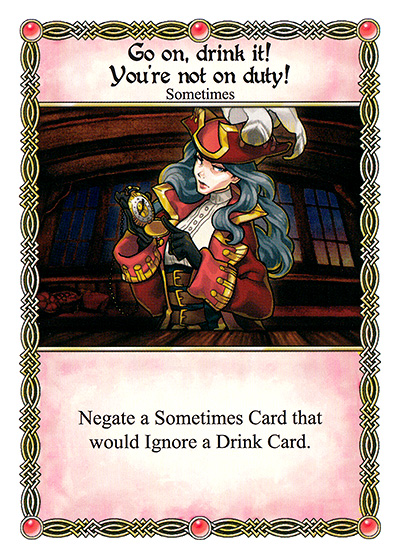 Go on, drink it!
You're not on duty!
Sometimes
Negate a Sometimes Card that
would Ignore a Drink Card.